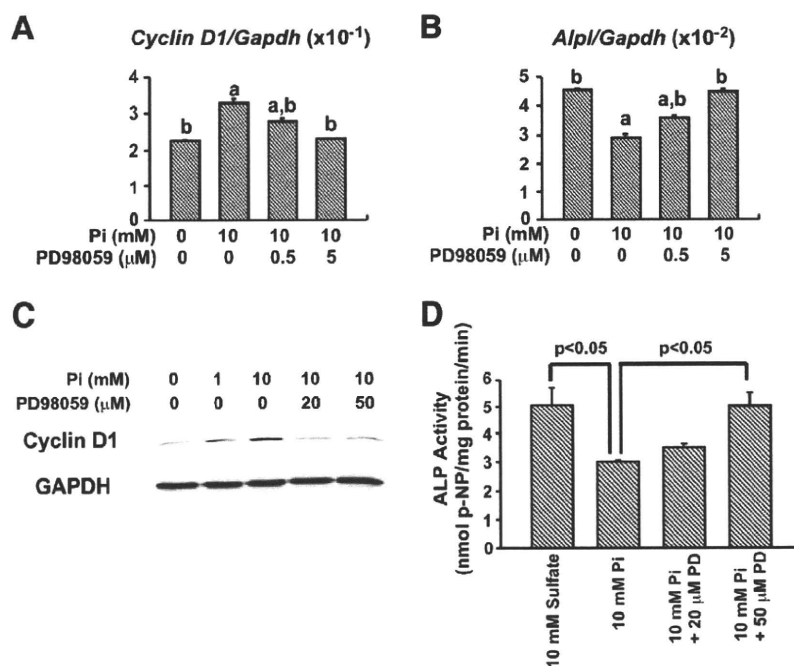 A
Cyclin D1/Gapdh (x10-1)
4
3
2
1
0
b
a
a,b
b
Pi (mM) 0 10 10 10
PD98059 (µM) 0 0 0.5 5
B
Alpl/Gapdh (x10-2)
5
4
3
2
1
0
b
a
a,b
b
Pi (mM) 0 10 10 10
PD98059 (µM) 0 0 0.5 5
C
Pi (mM) 0 1 10 10 10
PD98059 (µM) 0 0 0 20 50
Cyclin D1
GAPDH
D
p<0.05
p<0.05
ALP Activity
(nmol p-NP/mg protein/min)
6
5
4
3
2
1
0
10 mM Sulfate
10 mM Pi
10 mM Pi
+ 20 µM PD
10 mM Pi
+ 50 µM PD